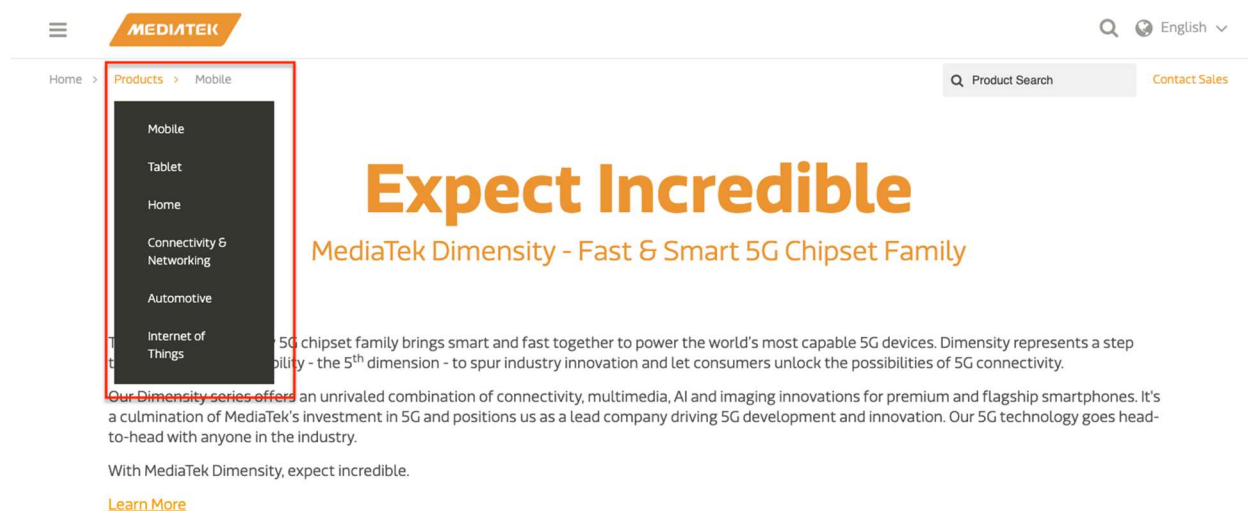 MEDIATEK
English
Home > Products > Mobile
Product Search
Contact Sales
Mobile
Tablet
Home
Connectivity &
Networking
Automotive
Internet of
Things
Expect Incredible
MediaTek Dimensity - Fast & Smart 5G Chipset Family
5G chipset family brings smart and fast together to power the world's most capable 5G devices. Dimensity represents a step
- the 5th dimension - to spur industry innovation and let consumers unlock the possibilities of 5G connectivity.
Our Dimensity series offers an unrivaled combination of connectivity, multimedia, AI and imaging innovations for premium and flagship smartphones. It's
a culmination of MediaTek's investment in 5G and positions us as a lead company driving 5G development and innovation. Our 5G technology goes head-
to-head with anyone in the industry.
With MediaTek Dimensity, expect incredible.
Learn More